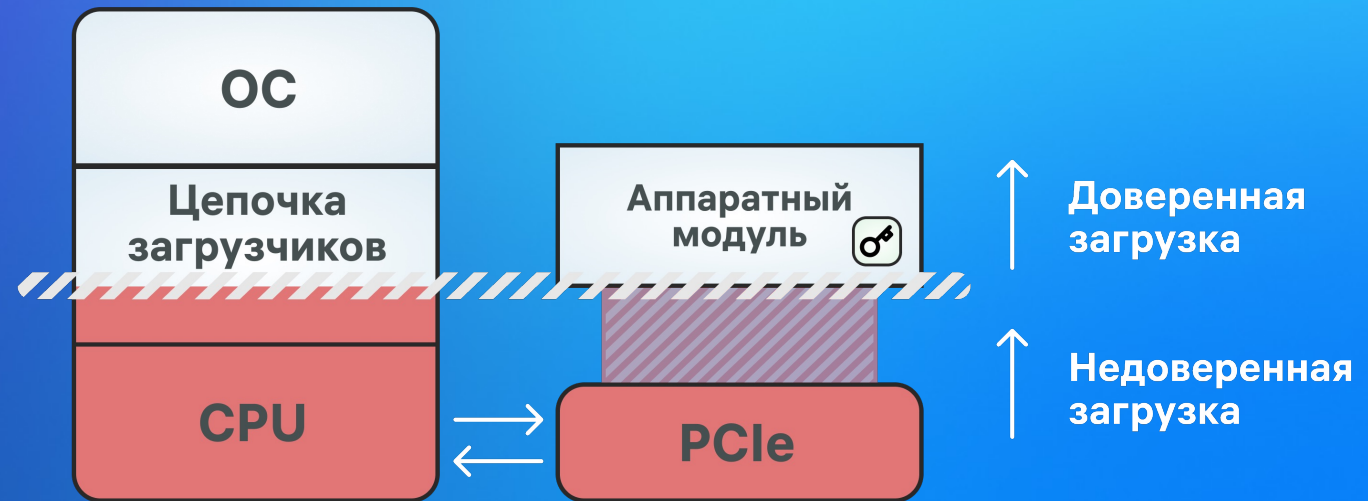 ОС
Цепочка
загрузчиков
CPU
Аппаратный
модуль
PCIe
Доверенная
загрузка
Недоверенная
загрузка